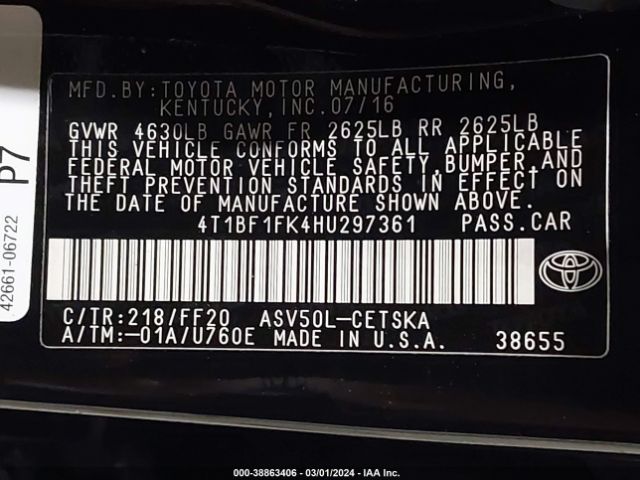 MFD. BY: TOYOTA MOTOR MANUFACTURING,
KENTUCKY, INC. 07/16
GVWR 4630LB GAWR FR 2625LB RR 2625LB
THIS VEHICLE CONFORMS TO ALL APPLICABLE
FEDERAL MOTOR VEHICLE SAFETY, BUMPER, AND
THEFT PREVENTION STANDARDS IN EFFECT ON
THE DATE OF MANUFACTURE SHOWN ABOVE.
4T1BF1FK4HU297361 PASS.CAR
C/TR:218/FF20 ASV50L-CETSKA
A/TM:-01A/U760E MADE IN U.S.A. 38655
42661-06722 P7
000-38863406 - 03/01/2024 - IAA Inc.